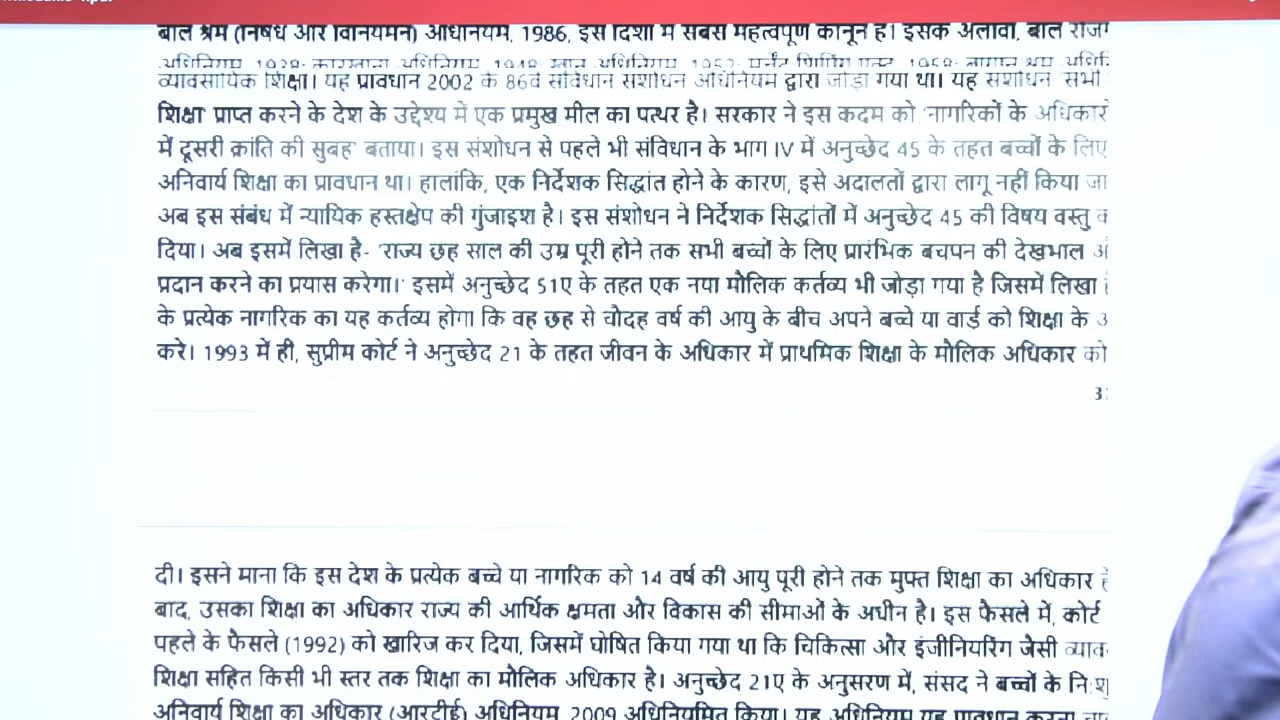 बाल श्रम (निषेध और विनियमन) अधिनियम, 1986, इस दिशा में सबसे महत्वपूर्ण कानून है। इसके अलावा, बाल
व्यावसायिक शिक्षा। यह प्रावधान 2002 के 86वें संविधान संशोधन अधिनियम द्वारा जोड़ा गया था। यह संशोधन 'सभी
शिक्षा' प्राप्त करने के देश के उद्देश्य में एक प्रमुख मील का पत्थर है। सरकार ने इस कदम को 'नागरिकों के
में दूसरी क्रांति की सुबह' बताया। इस संशोधन से पहले भी संविधान के भाग IV में अनुच्छेद 45 के तहत बच्चों के लिए
अनिवार्य शिक्षा का प्रावधान था। हालांकि, एक निर्देशक सिद्धांत होने के कारण, इसे अदालतों द्वारा लागू नहीं किया जा
अब इस संबंध में न्यायिक हस्तक्षेप की गुंजाइश है। इस संशोधन ने निर्देशक सिद्धांतों में अनुच्छेद 45 की विषय वस्तु
दिया। अब इसमें लिखा है- 'राज्य छह साल की उम्र पूरी होने तक सभी बच्चों के लिए प्रारंभिक बचपन की देखभाल
प्रदान करने का प्रयास करेगा।' इसमें अनुच्छेद 51ए के तहत एक नया मौलिक कर्तव्य भी जोड़ा गया है जिसमें लिखा
के प्रत्येक नागरिक का यह कर्तव्य होगा कि वह छह से चौदह वर्ष की आयु के बीच अपने बच्चे या वार्ड को शिक्षा के
करे। 1993 में ही, सुप्रीम कोर्ट ने अनुच्छेद 21 के तहत जीवन के अधिकार में प्राथमिक शिक्षा के मौलिक अधिकार को
दी। इसने माना कि इस देश के प्रत्येक बच्चे या नागरिक को 14 वर्ष की आयु पूरी होने तक मुफ्त शिक्षा का अधिकार
बाद, उसका शिक्षा का अधिकार राज्य की आर्थिक क्षमता और विकास की सीमाओं के अधीन है। इस फैसले में, कोर्ट
पहले के फैसले (1992) को खारिज कर दिया, जिसमें घोषित किया गया था कि चिकित्सा और इंजीनियरिंग जैसी
शिक्षा सहित किसी भी स्तर तक शिक्षा का मौलिक अधिकार है। अनुच्छेद 21ए के अनुसरण में, संसद ने बच्चों के
अनिवार्य शिक्षा का अधिकार (आरटीई) अधिनियम, 2009 अधिनियमित किया। यह अधिनियम यह प्रावधान करना